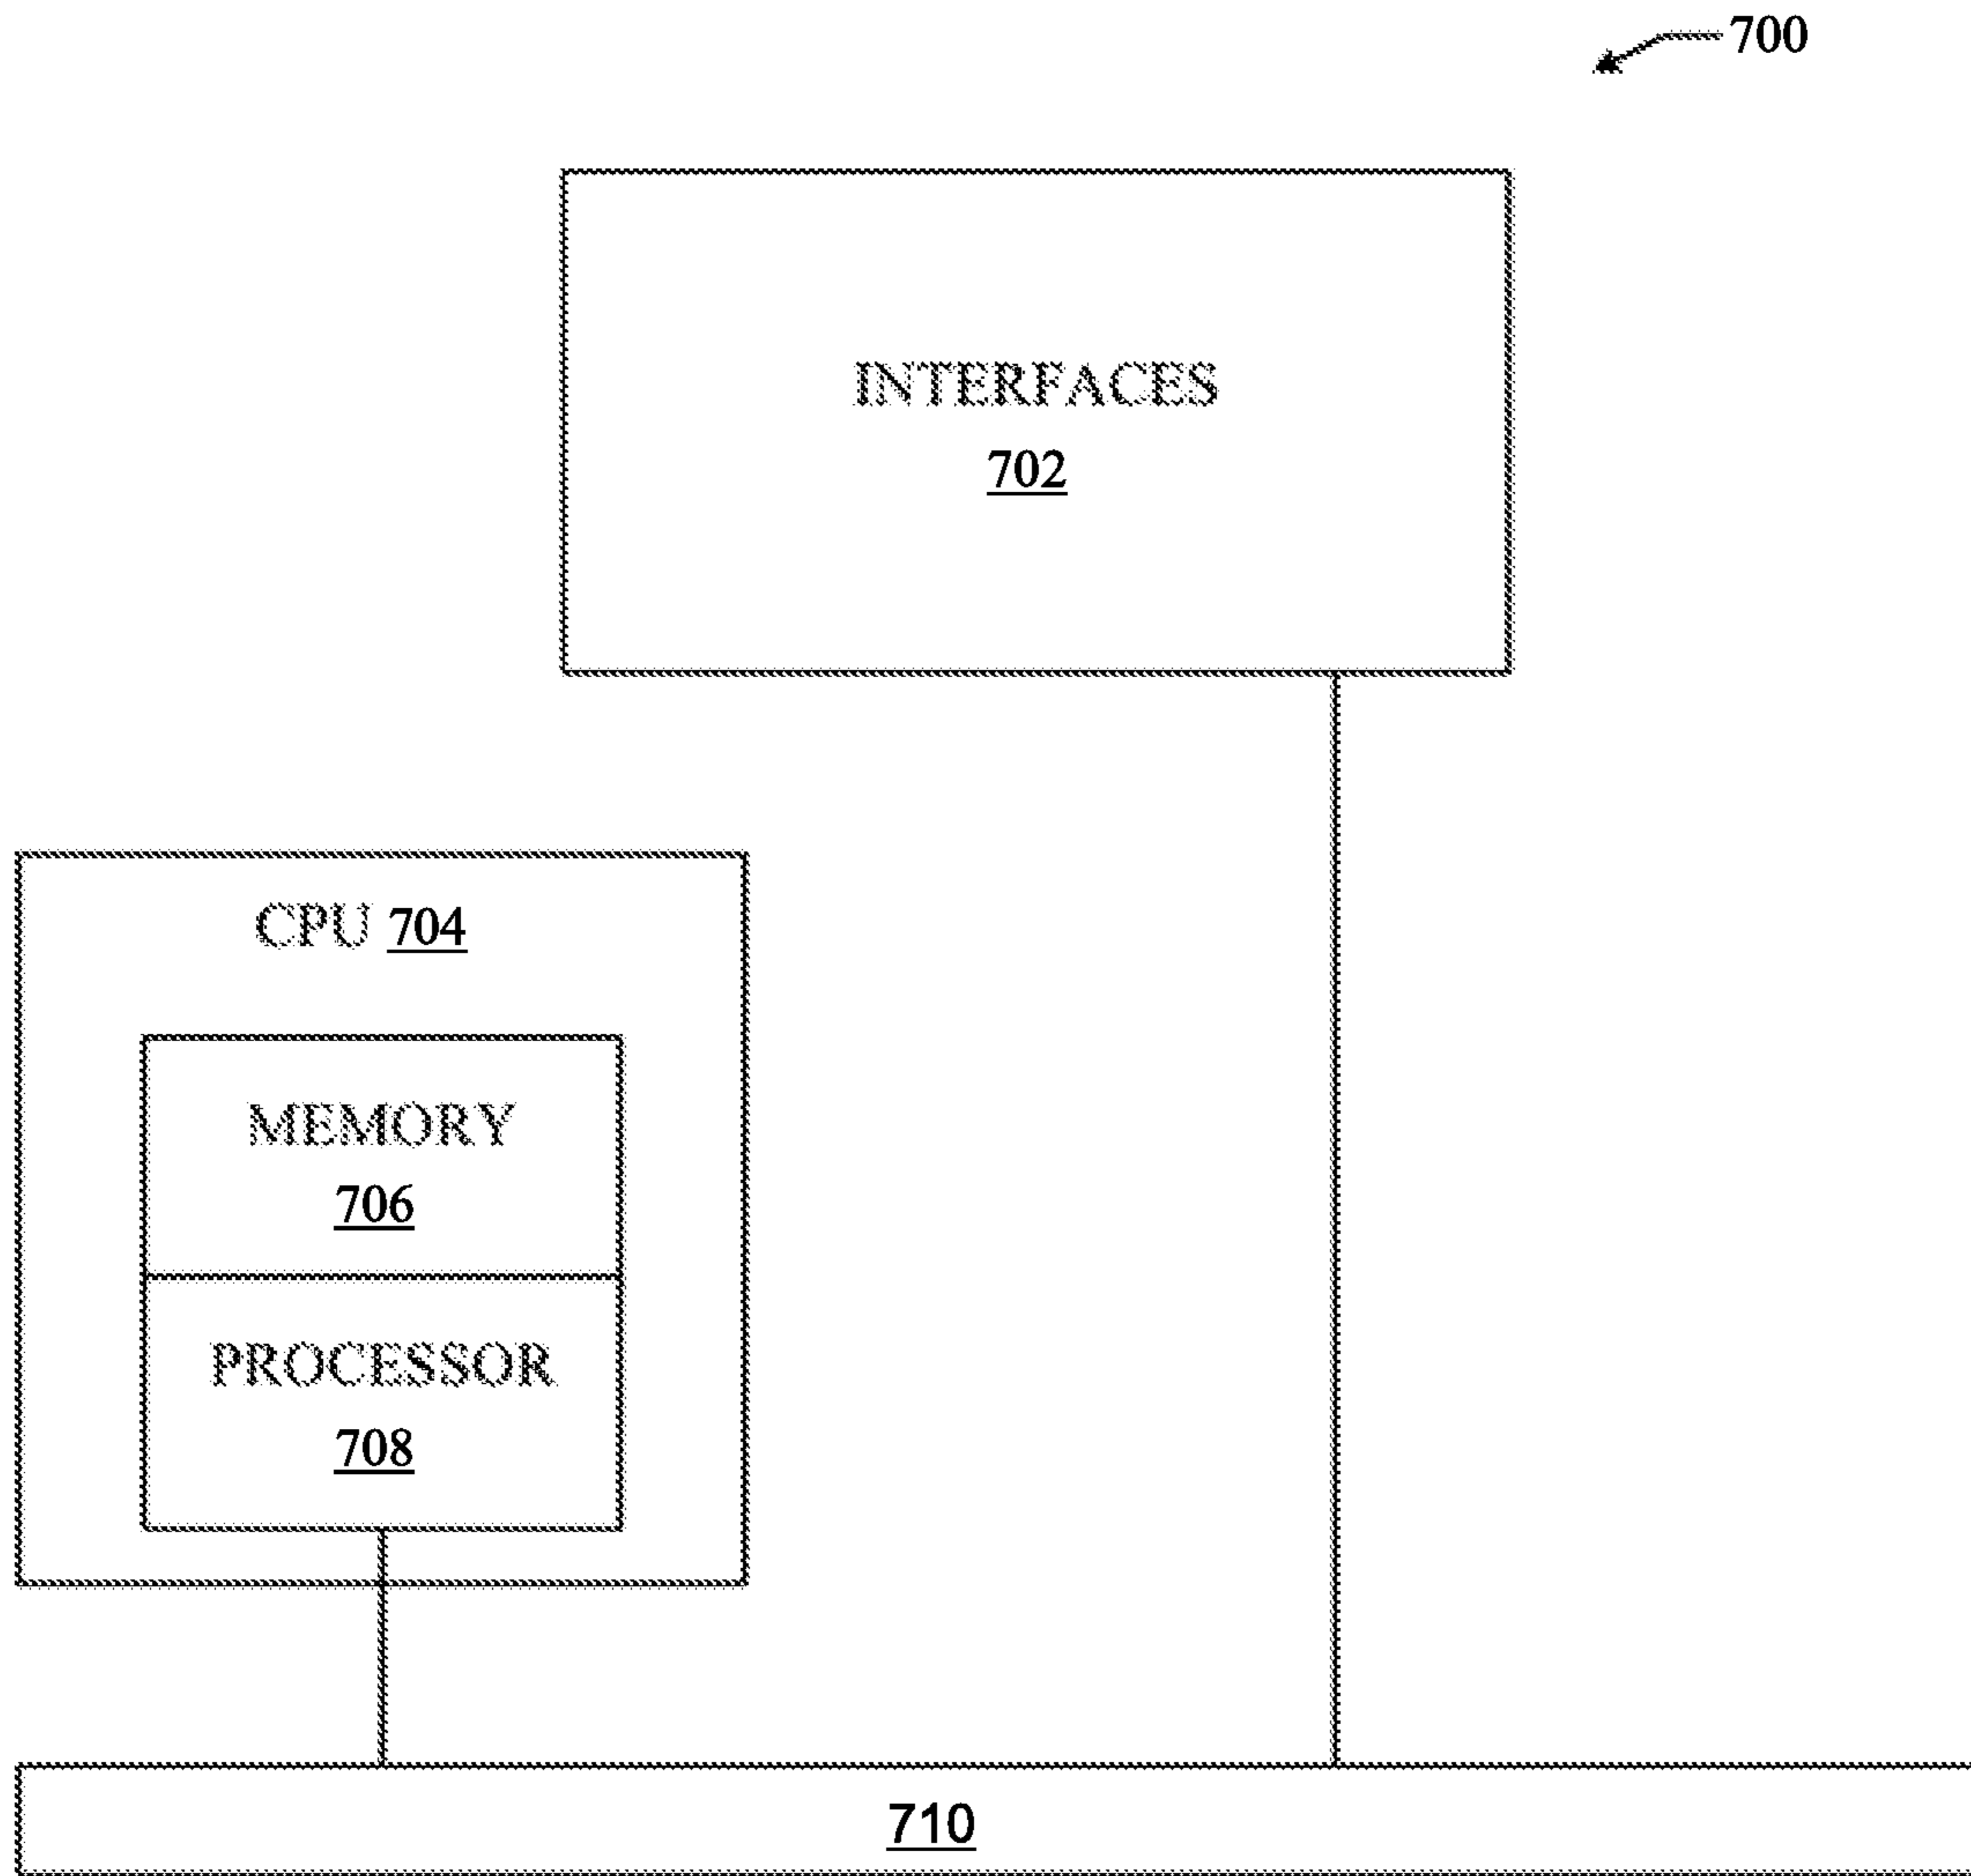 700
INTERFACES
702
CPU 704
MEMORY
706
PROCESSOR
708
710